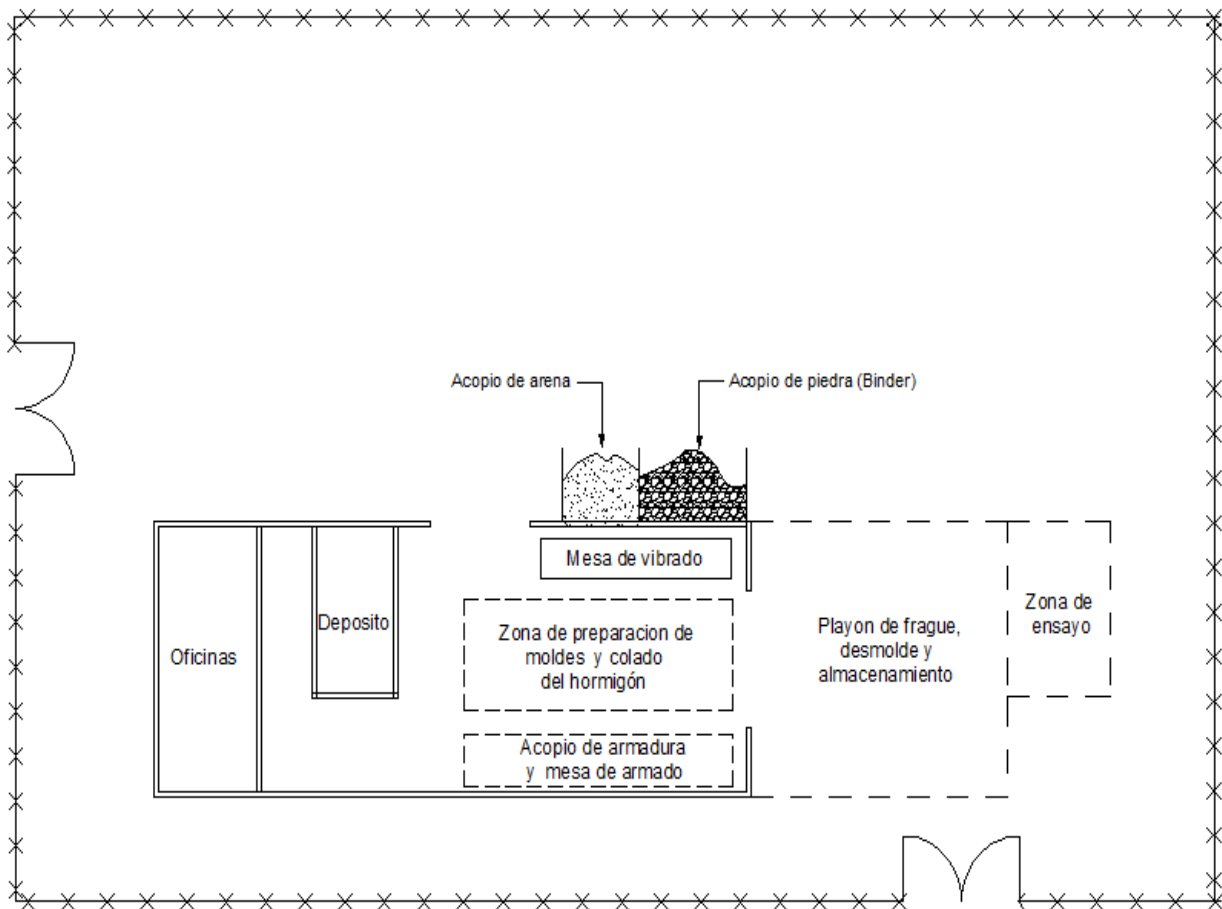 Acopio de arena
Acopio de piedra (Binder)
Mesa de vibrado
Oficinas
Deposito
Zona de preparacion de
moldes y colado
del hormigón
Acopio de armadura
y mesa de armado
Playon de frague,
desmolde y
almacenamiento
Zona de
ensayo